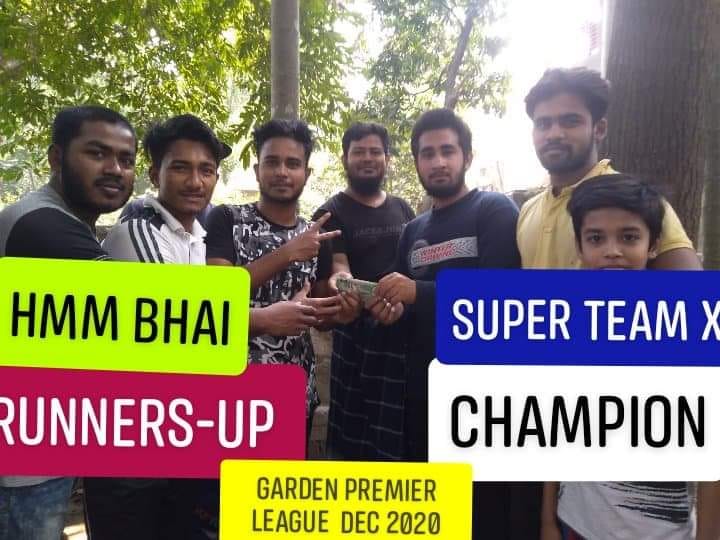 HMM BHAI
RUNNERS-UP
SUPER TEAM X
CHAMPION
GARDEN PREMIER
LEAGUE DEC 2020